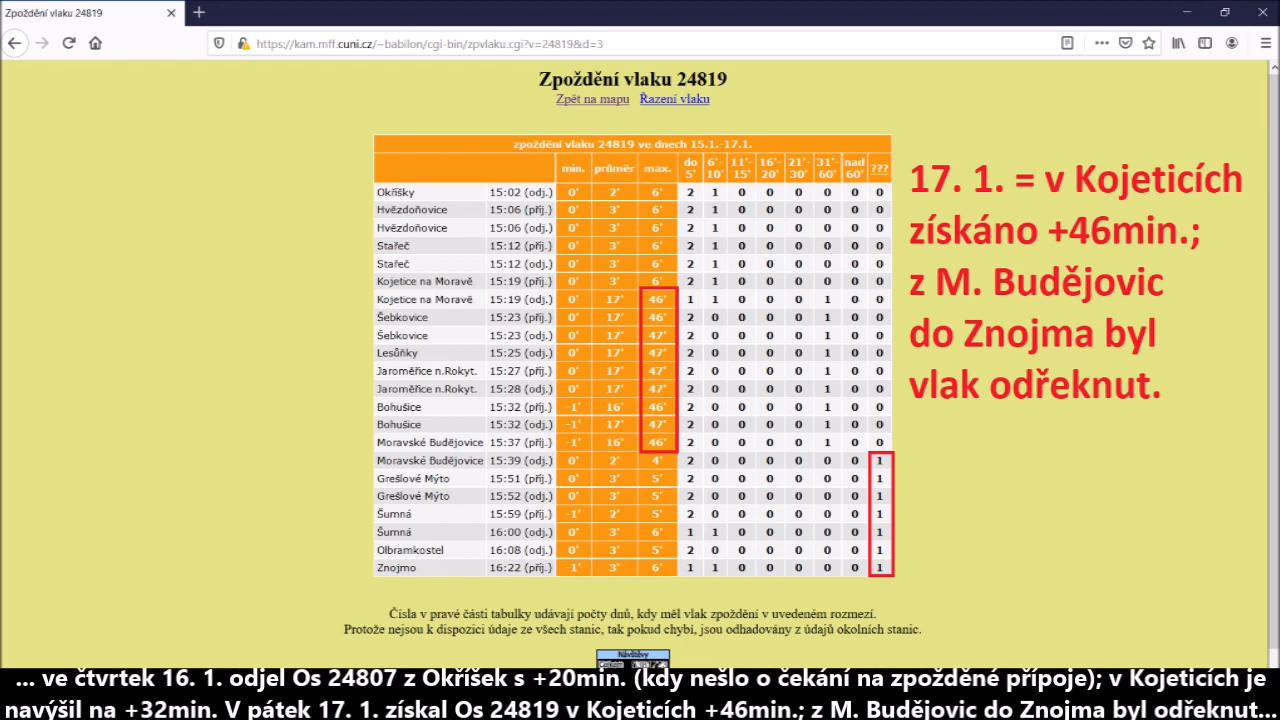 Zpoždění vlaku 24819
https://kam.mff.cuni.cz/~babilon/cgi-bin/zpvlaku.cgi?v=24819&d=3
Zpoždění vlaku 24819
Zpět na mapu Řazení vlaku
zpoždění vlaku 24819 ve dnech 15.1.-17.1.
min. průměr max. do 5' 6'-10' 11'-15' 16'-20' 21'-30' 31'-60' nad 60' ???
Okříšky 15:02 (odj.) 0' 2' 6' 2 1 0 0 0 0 0 0
Hvězdoňovice 15:06 (příj.) 0' 3' 6' 2 1 0 0 0 0 0 0
Hvězdoňovice 15:06 (odj.) 0' 3' 6' 2 1 0 0 0 0 0 0
Stařeč 15:12 (příj.) 0' 3' 6' 2 1 0 0 0 0 0 0
Stařeč 15:12 (odj.) 0' 3' 6' 2 1 0 0 0 0 0 0
Kojetice na Moravě 15:19 (příj.) 0' 3' 6' 2 1 0 0 0 0 0 0
Kojetice na Moravě 15:19 (odj.) 0' 17' 46' 1 1 0 0 0 1 0 0
Šebkovice 15:23 (příj.) 0' 17' 46' 2 0 0 0 0 1 0 0
Šebkovice 15:23 (odj.) 0' 17' 47' 2 0 0 0 0 1 0 0
Lesůňky 15:25 (odj.) 0' 17' 47' 2 0 0 0 0 1 0 0
Jaroměřice n.Rokyt. 15:27 (příj.) 0' 17' 47' 2 0 0 0 0 1 0 0
Jaroměřice n.Rokyt. 15:28 (odj.) 0' 17' 47' 2 0 0 0 0 1 0 0
Bohušice 15:32 (příj.) -1' 16' 46' 2 0 0 0 0 1 0 0
Bohušice 15:32 (odj.) -1' 17' 47' 2 0 0 0 0 1 0 0
Moravské Budějovice 15:37 (příj.) -1' 16' 46' 2 0 0 0 0 1 0 0
Moravské Budějovice 15:39 (odj.) 0' 2' 4' 2 0 0 0 0 0 0 1
Grešlové Mýto 15:51 (příj.) 0' 3' 5' 2 0 0 0 0 0 0 1
Grešlové Mýto 15:52 (odj.) 0' 3' 5' 2 0 0 0 0 0 0 1
Šumná 15:59 (příj.) -1' 2' 5' 2 0 0 0 0 0 0 1
Šumná 16:00 (odj.) 0' 3' 6' 1 1 0 0 0 0 0 1
Olbramkostel 16:08 (odj.) 0' 3' 5' 2 0 0 0 0 0 0 1
Znojmo 16:22 (příj.) -1' 3' 6' 1 1 0 0 0 0 0 1
17. 1. = v Kojeticích
získáno +46min.;
z M. Budějovic
do Znojma byl
vlak odřeknut.
Čísla v pravé části tabulky udávají počty dnů, kdy měl vlak zpoždění v uvedeném rozmezí.
Protože nejsou k dispozici údaje ze všech stanic, tak pokud chybí, jsou odhadovány z údajů okolních stanic.
Návštěvy
... ve čtvrtek 16. 1. odjel Os 24807 z Okříšek s +20min. (kdy nešlo o čekání na zpožděné přípoje); v Kojeticích je
navýšil na +32min. V pátek 17. 1. získal Os 24819 v Kojeticích +46min.; z M. Budějovic do Znojma byl odřeknut...